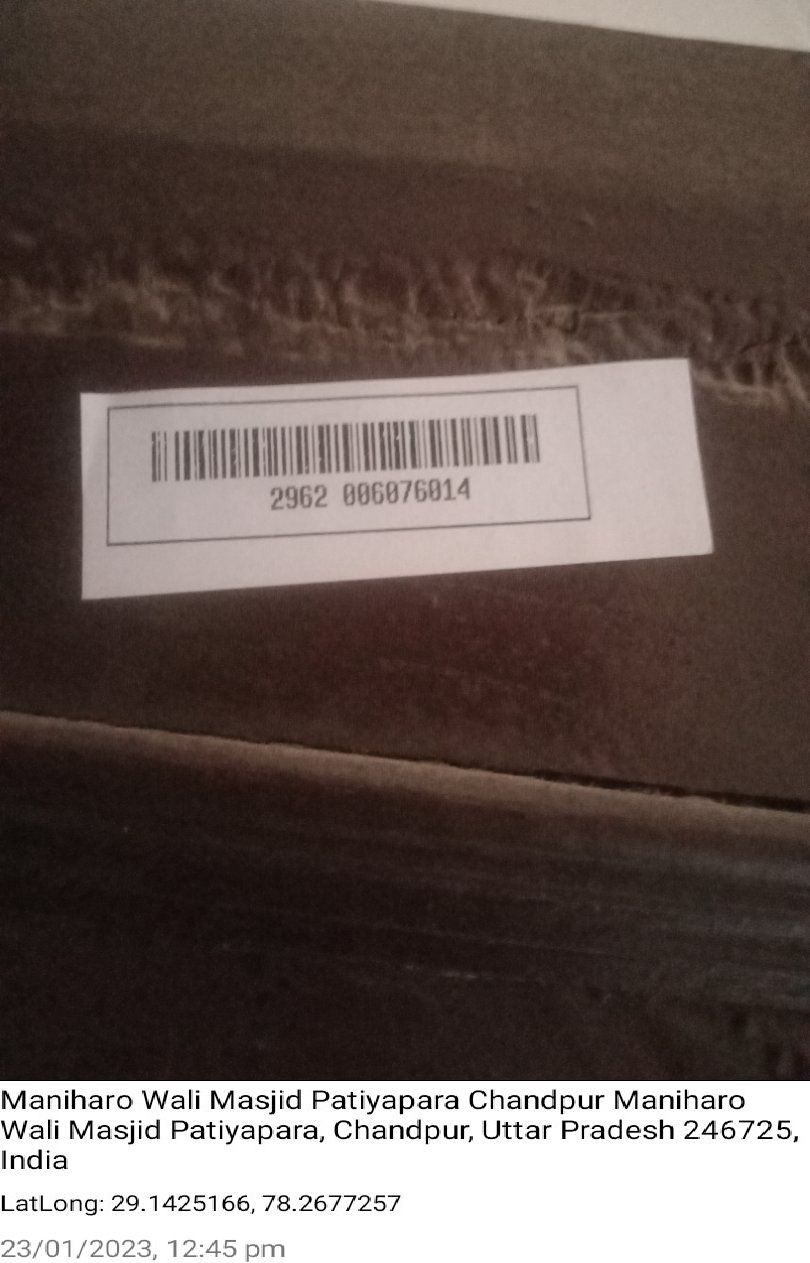 2962 006076014
Maniharo Wali Masjid Patiyapara Chandpur Maniharo
Wali Masjid Patiyapara, Chandpur, Uttar Pradesh 246725,
India
LatLong: 29.1425166, 78.2677257
23/01/2023, 12:45 pm